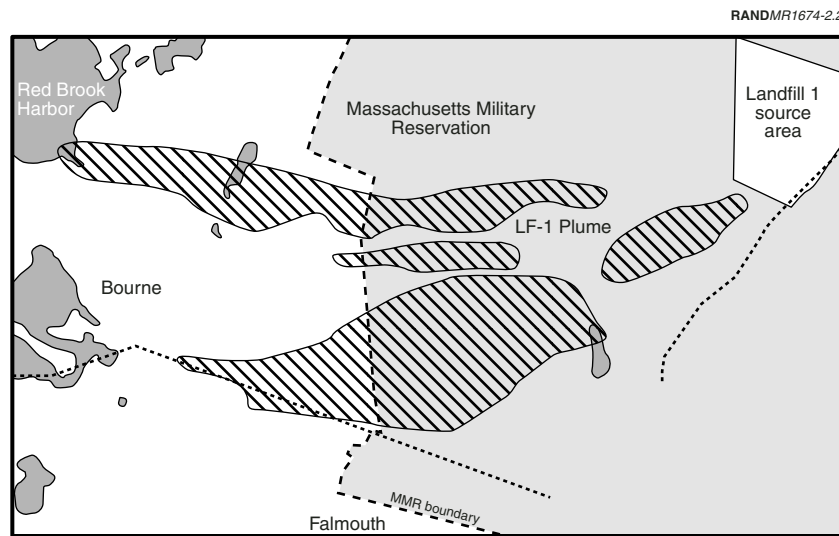 RANDMR1674-2.2
Red Brook
Harbor
Massachusetts Military
Reservation
Landfill 1
source
area
LF-1 Plume
Bourne
MMR boundary
Falmouth